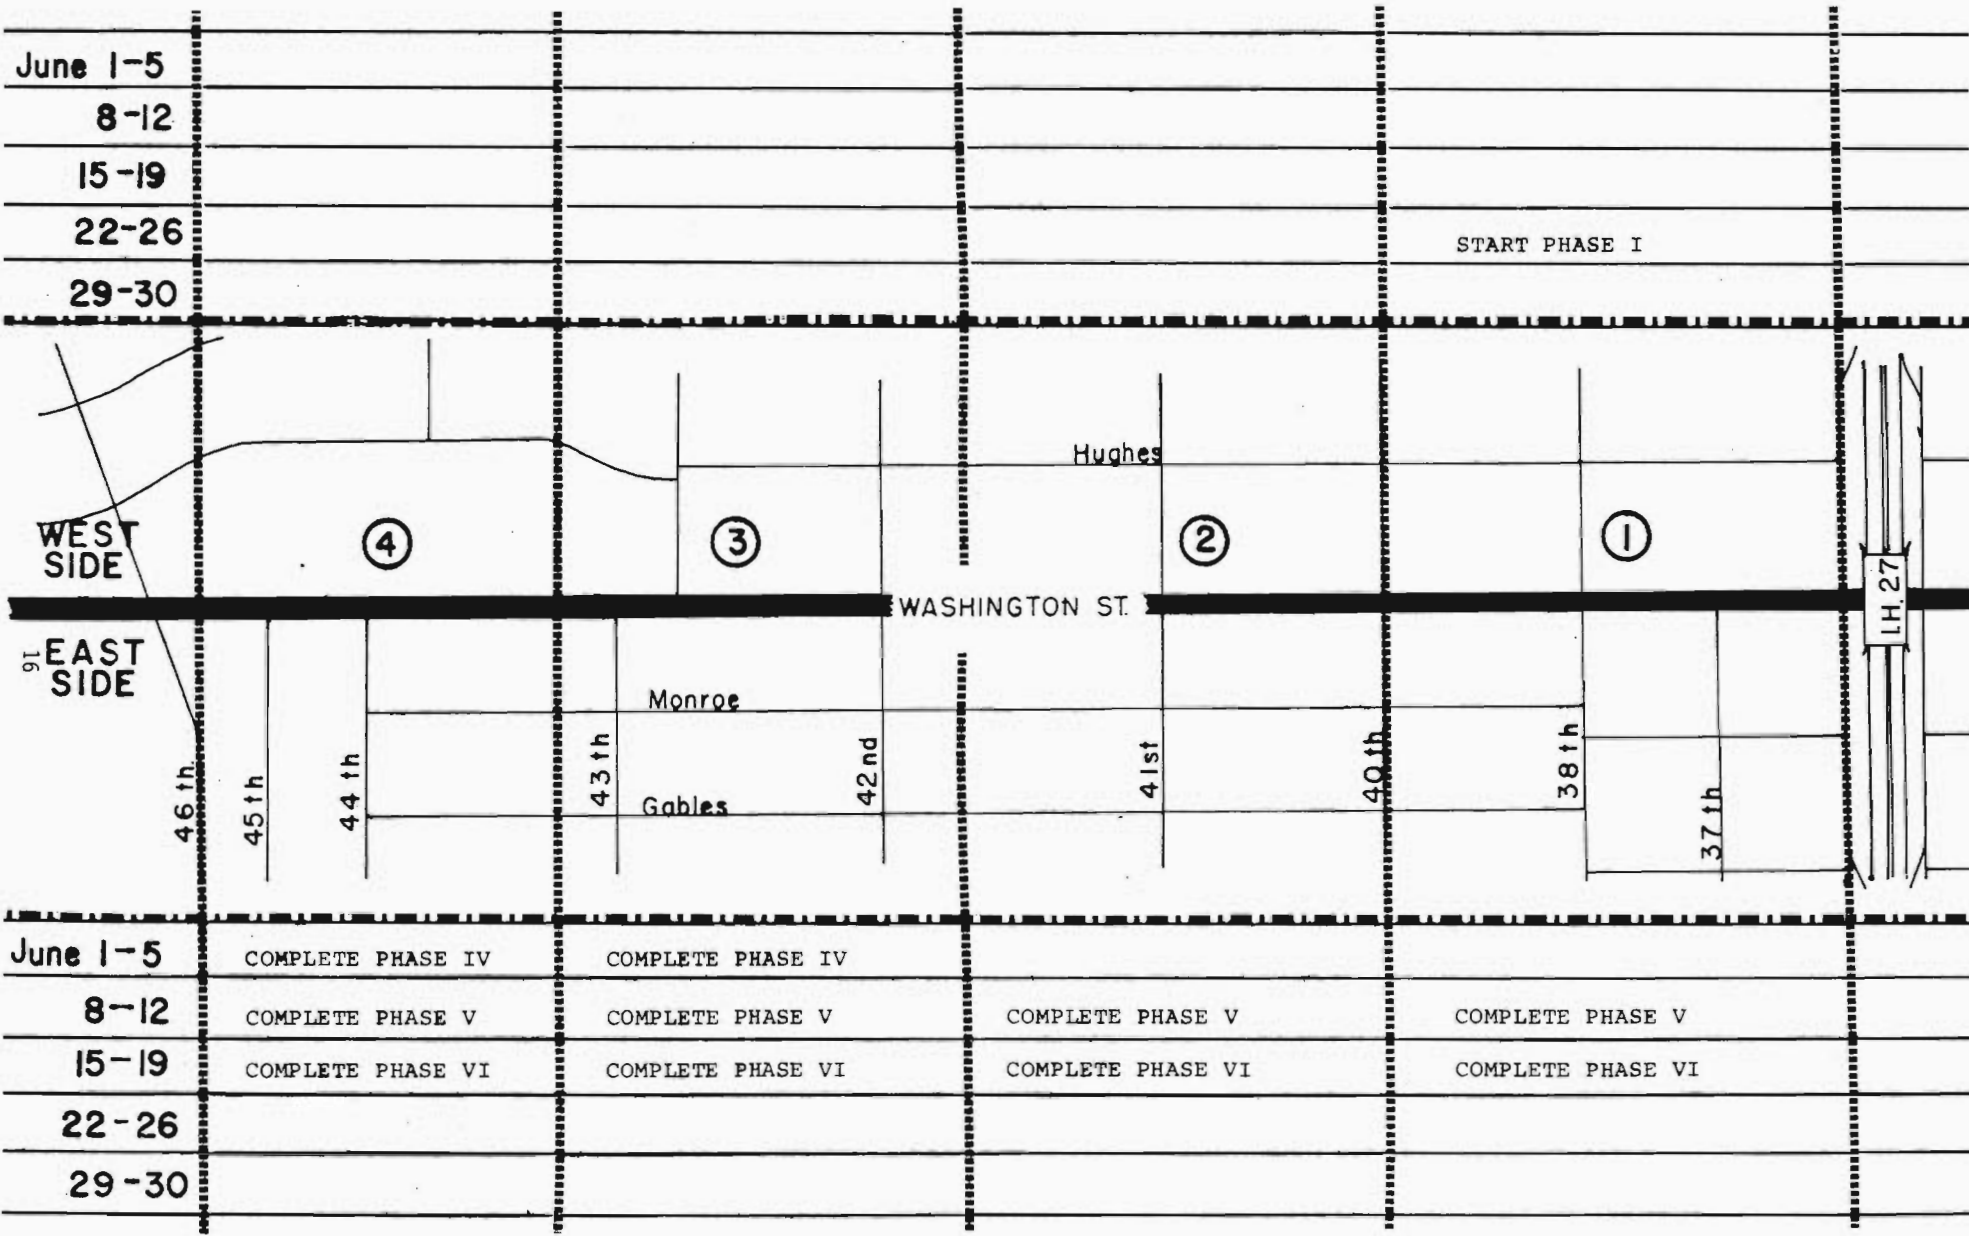 June 1-5
8-12
15-19
22-26 START PHASE I
29-30
Hughes
WEST
SIDE
4 3 2 1
WASHINGTON ST.
I.H. 27
EAST
SIDE
16
Monroe
46th.
45th
44th
43th
42nd
41st
40th
38th
37th
Gables
June 1-5 COMPLETE PHASE IV COMPLETE PHASE IV
8-12 COMPLETE PHASE V COMPLETE PHASE V COMPLETE PHASE V COMPLETE PHASE V
15-19 COMPLETE PHASE VI COMPLETE PHASE VI COMPLETE PHASE VI COMPLETE PHASE VI
22-26
29-30